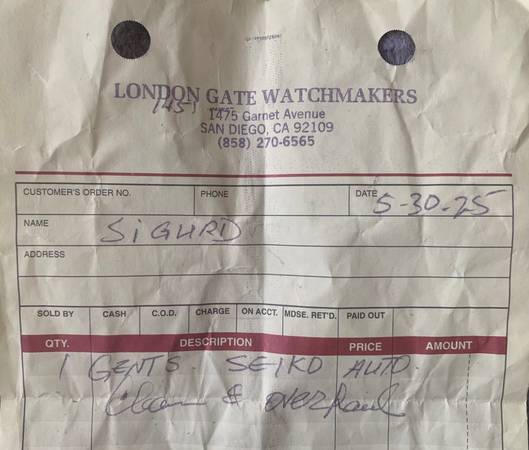 LONDON GATE WATCHMAKERS
1451
1475 Garnet Avenue
SAN DIEGO, CA 92109
(858) 270-6565
CUSTOMER'S ORDER NO. PHONE DATE 5-30-25
NAME SIGURD
ADDRESS
SOLD BY CASH C.O.D. CHARGE ON ACCT. MDSE. RET'D. PAID OUT
QTY. DESCRIPTION PRICE AMOUNT
1 GENTS. SEIKO AUTO.
Clean & overhaul